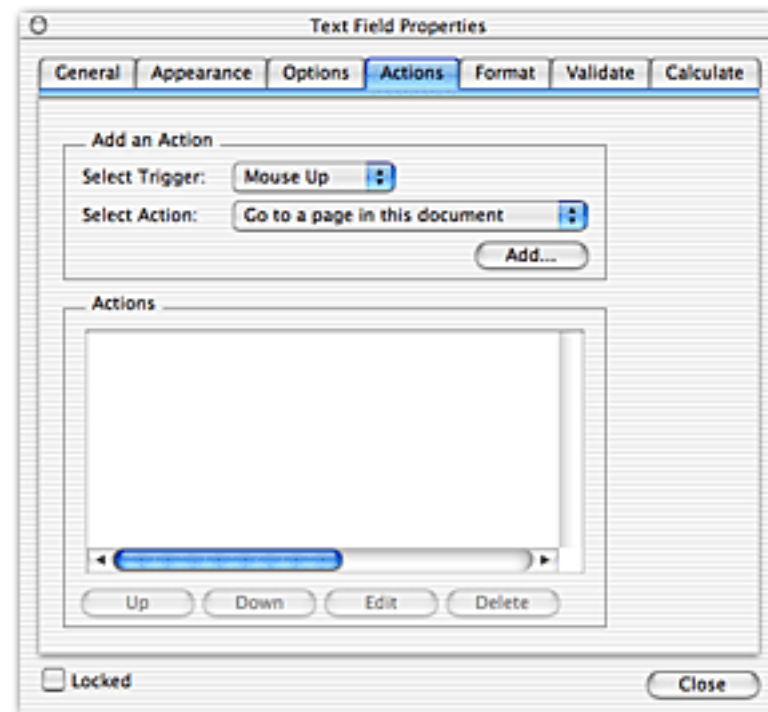 Text Field Properties
General Appearance Options Actions Format Validate Calculate
Add an Action
Select Trigger: Mouse Up
Select Action: Go to a page in this document
Add...
Actions
Up Down Edit Delete
Locked Close